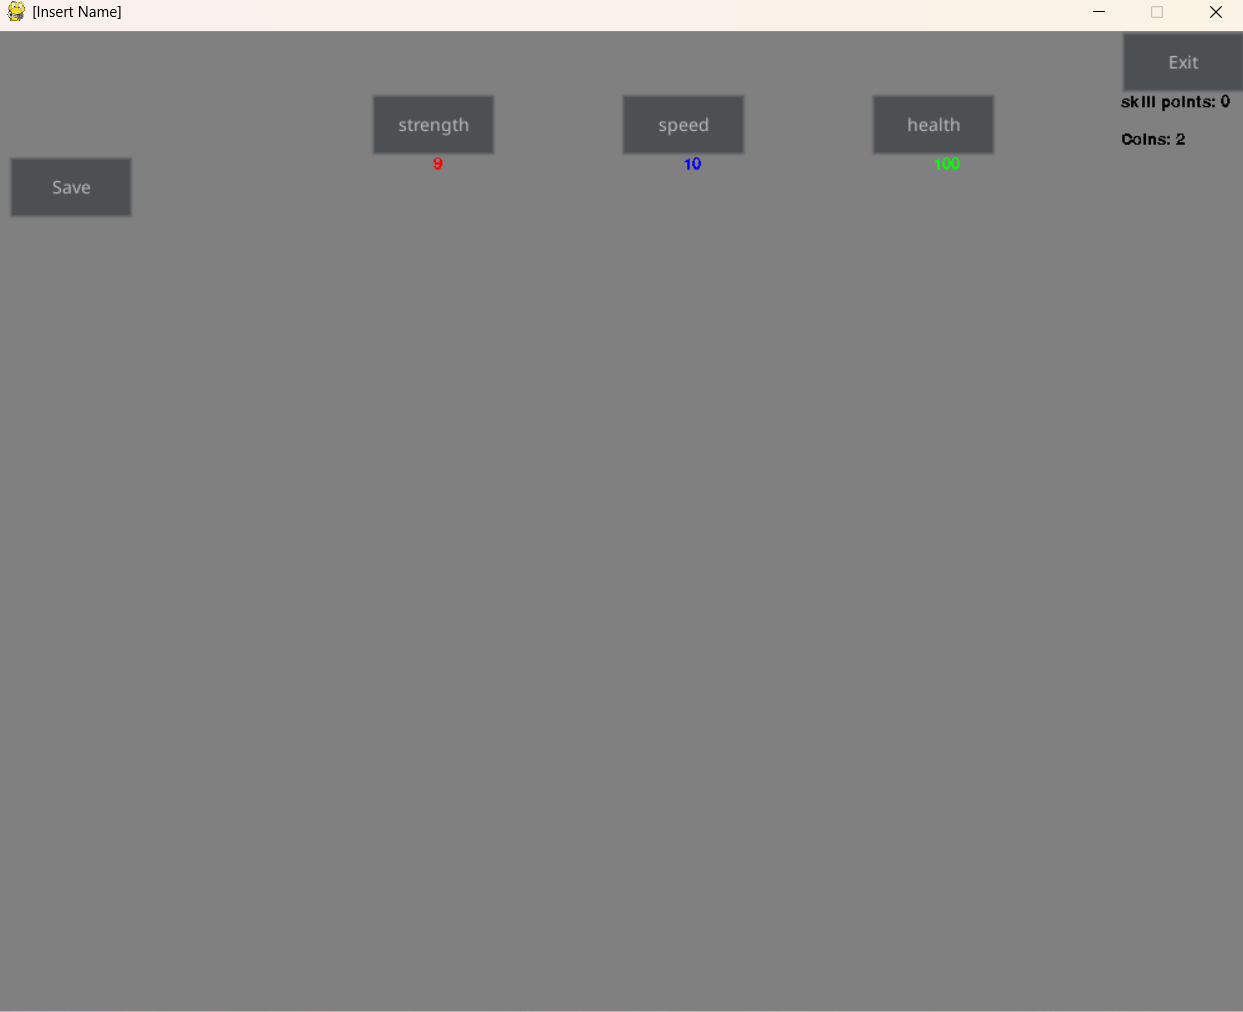 [Insert Name]
Exit
skill points: 0
strength
speed
health
Coins: 2
9
10
100
Save